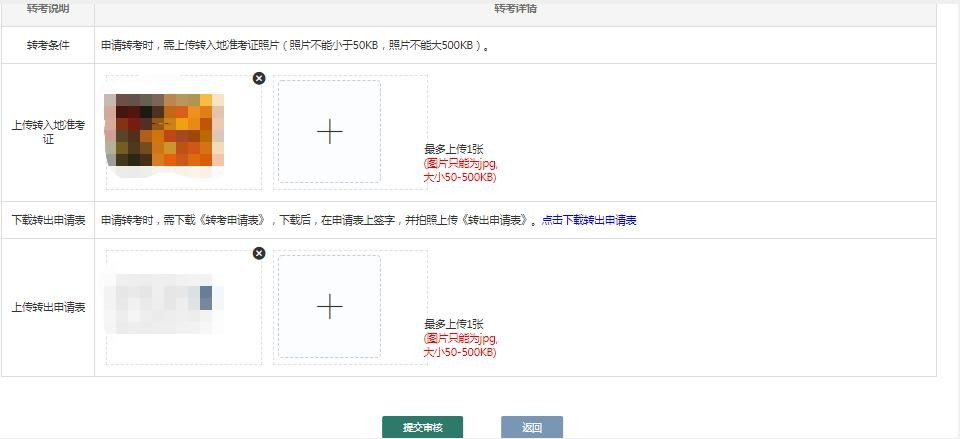 转考说明
转考详情
转考条件
申请转考时，需上传转入地准考证照片（照片不能小于50KB，照片不能大500KB）。
上传转入地准考
证
最多上传1张
(图片只能为jpg,
大小50-500KB)
下载转出申请表
申请转考时，需下载《转考申请表》，下载后，在申请表上签字，并拍照上传《转出申请表》。点击下载转出申请表
上传转出申请表
最多上传1张
(图片只能为jpg,
大小50-500KB)
提交审核
返回